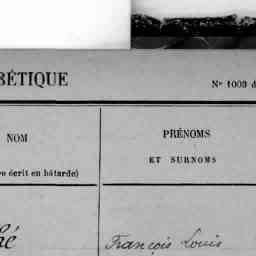 BÉTIQUE N° 1003 d
NOM PRÉNOMS
ET SURNOMS
écrit en bâtarde)
François Louis